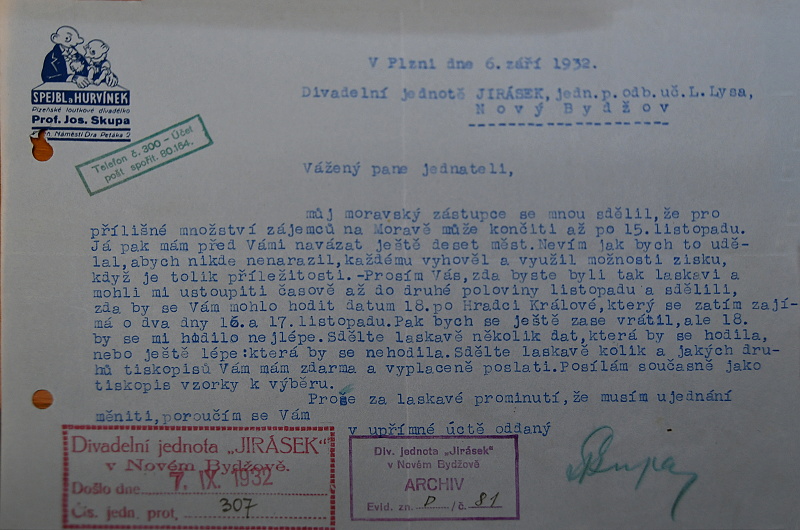 SPEJBL a HURVÍNEK
Plzeňské loutkové divadélko
Prof. Jos. Skupa
Náměstí Dra Petáka 2
Telefon č. 300 - Účet
pošt spořit. 80.164.
V Plzni dne 6. září 1932.
Divadelní jednotě JIRÁSEK, jedn.p.odb.uč.L.Lysa,
Nový Bydžov
Vážený pane jednateli,
můj moravský zástupce se mnou sdělil, že pro
přílišné množství zájemců na Moravě může končiti až po 15.listopadu.
Já pak mám před Vámi navázat ještě deset měst.Nevím jak bych to udě-
lal,abych nikde nenarazil,každému vyhověl a využil možnosti zisku,
když je tolik příležitosti.-Prosím Vás,zda byste byli tak laskavi a
mohli mi ustoupiti časově až do druhé poloviny listopadu a sdělili,
zda by se Vám mohlo hodit datum 18.po Hradci Králové,který se zatím zají-
má o dva dny 16.a 17.listopadu.Pak bych se ještě zase vrátil,ale 18.
by se mi hodilo nejlépe.Sdělte laskavě několik dat,která by se hodila,
nebo ještě lépe:která by se nehodila.Sdělte laskavě kolik a jakých dru-
hů tiskopisů Vám mám zdarma a vyplaceně poslati.Posílám současně jako
tiskopis vzorky k výběru.
Prose za laskavé prominutí,že musím ujednání
měniti,poroučím se Vám
v upřímné úctě oddaný
Skupa
Divadelní jednota „JIRÁSEK"
v Novém Bydžově.
Došlo dne 7. IX. 1932
Čís. jedn. prot. 307
Div. jednota „Jirásek"
v Novém Bydžově
ARCHIV
Evid. zn. D /č. 81